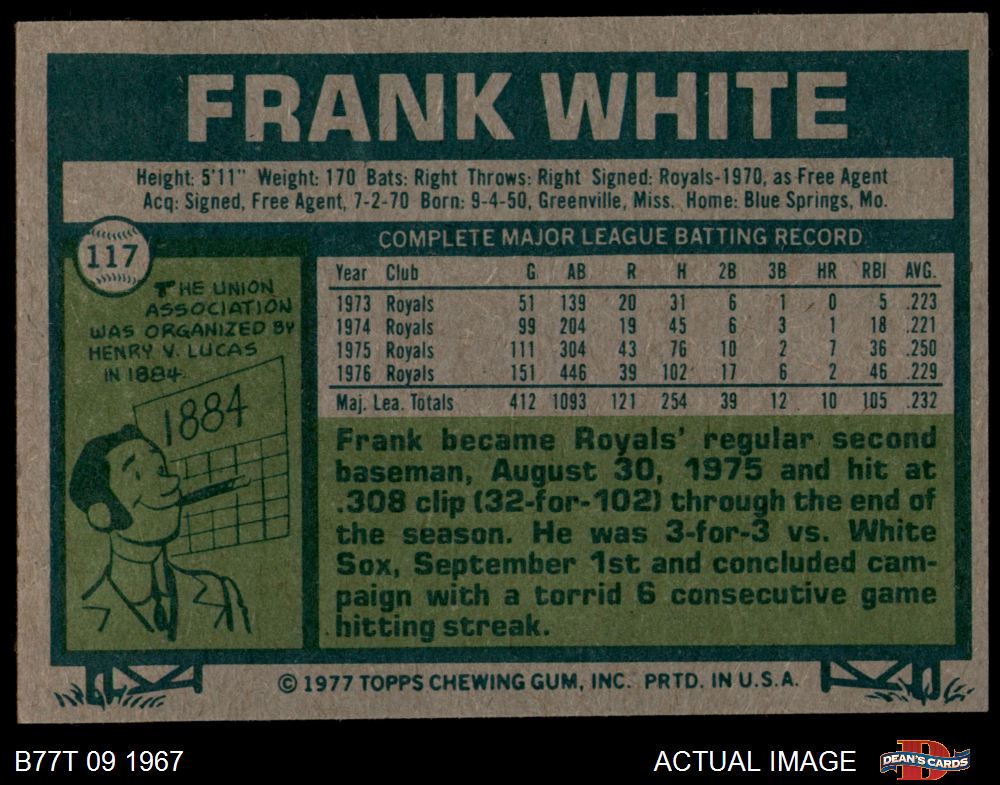 FRANK WHITE
Height: 5'11" Weight: 170 Bats: Right Throws: Right Signed: Royals-1970, as Free Agent
Acq: Signed, Free Agent, 7-2-70 Born: 9-4-50, Greenville, Miss. Home: Blue Springs, Mo.
117
THE UNION
ASSOCIATION
WAS ORGANIZED BY
HENRY V. LUCAS
IN 1884.
1884
COMPLETE MAJOR LEAGUE BATTING RECORD
Year Club G AB R H 2B 3B HR RBI AVG.
1973 Royals 51 139 20 31 6 1 0 5 .223
1974 Royals 99 204 19 45 6 3 1 18 .221
1975 Royals 111 304 43 76 10 2 7 36 .250
1976 Royals 151 446 39 102 17 6 2 46 .229
Maj. Lea. Totals 412 1093 121 254 39 12 10 105 .232
Frank became Royals' regular second
baseman, August 30, 1975 and hit at
.308 clip (32-for-102) through the end of
the season. He was 3-for-3 vs. White
Sox, September 1st and concluded cam-
paign with a torrid 6 consecutive game
hitting streak.
© 1977 TOPPS CHEWING GUM, INC. PRTD. IN U.S.A.
B77T 09 1967
ACTUAL IMAGE
D
DEAN'S CARDS